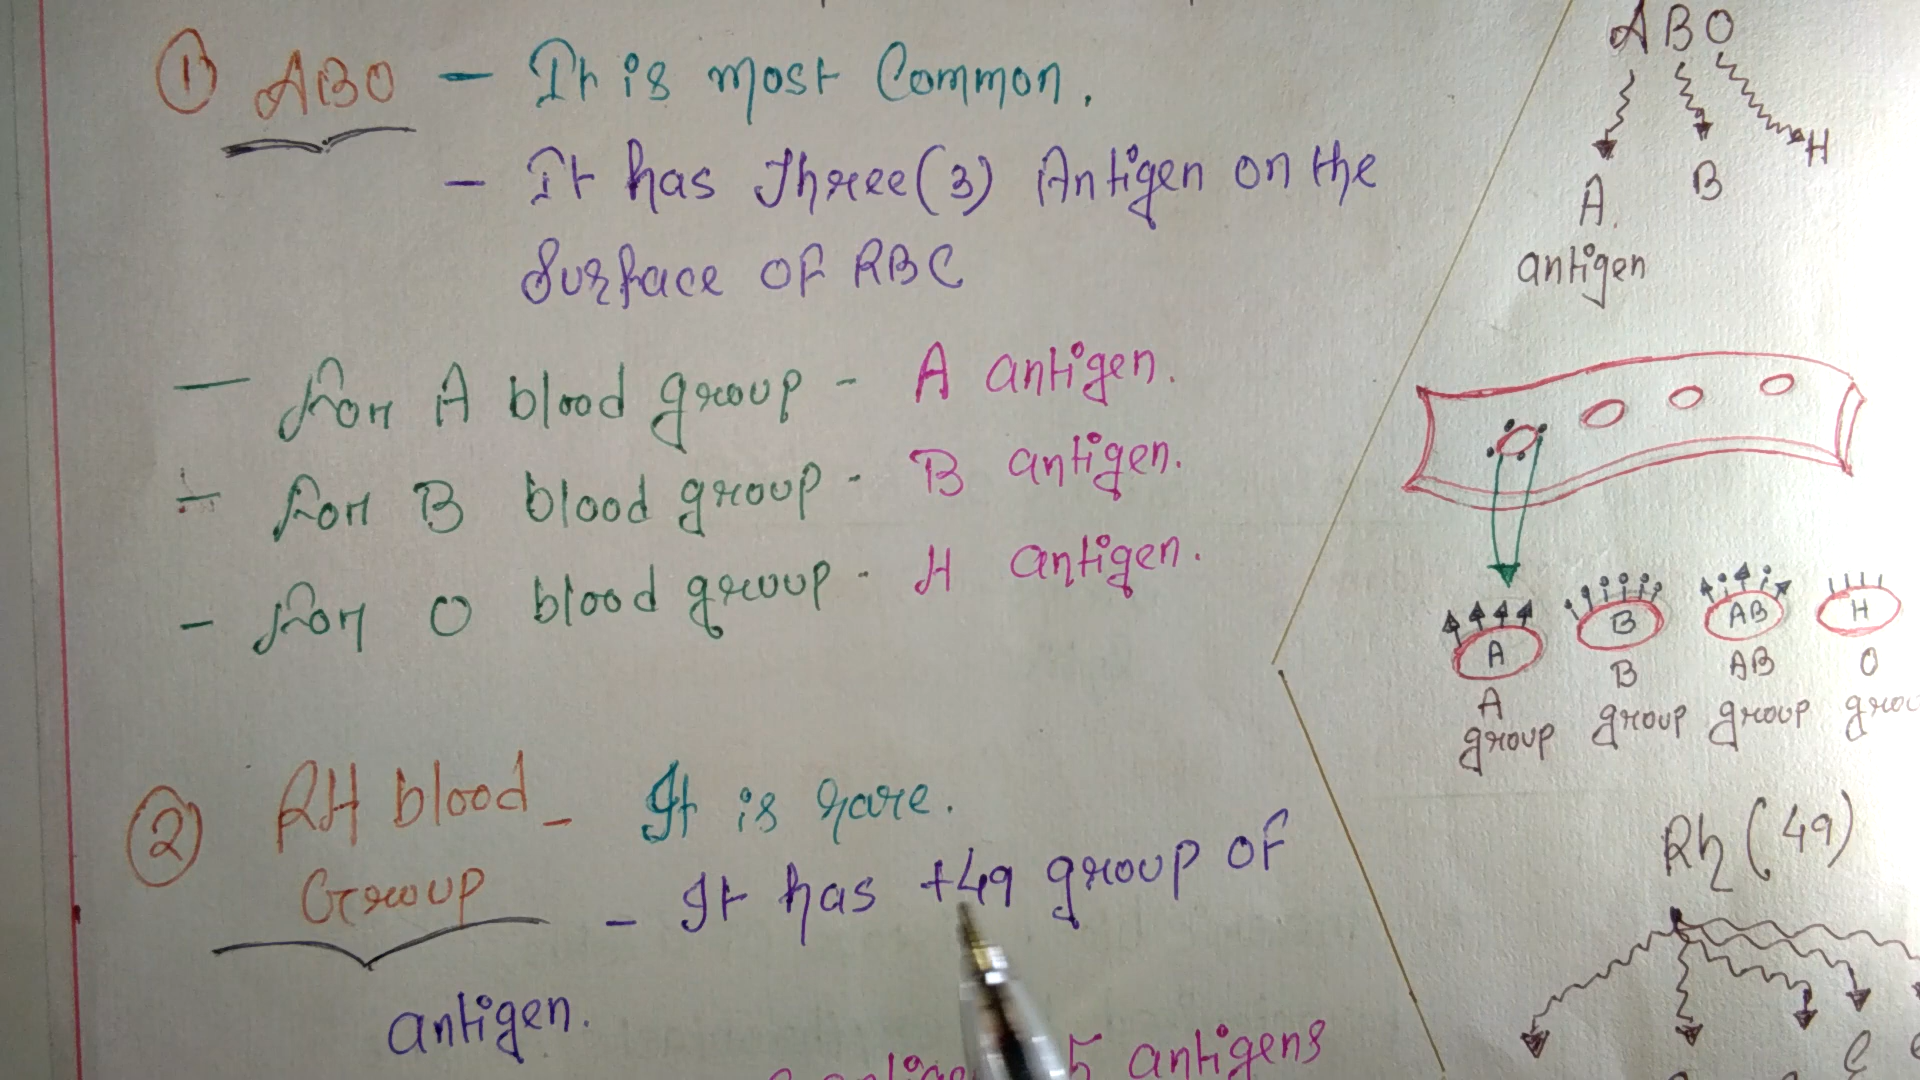 ① ABO - It is most Common.
- It has Three(3) Antigen on the
Surface OF RBC
- For A blood group - A antigen.
- For B blood group - B antigen.
- For O blood group - H antigen.
② RH blood - It is rare.
Group
- It has +49 group of
antigen.
5 antigens
A B O
A. B H
antigen
A B AB H
A B AB O
group group group
Rh (49)